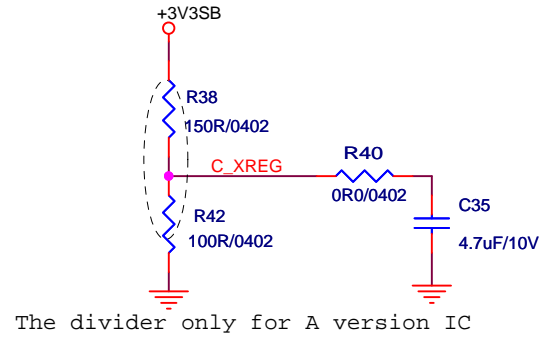 +3V3SB
R38
150R/0402
C_XREG
R40
0R0/0402
R42
100R/0402
C35
4.7uF/10V
The divider only for A version IC